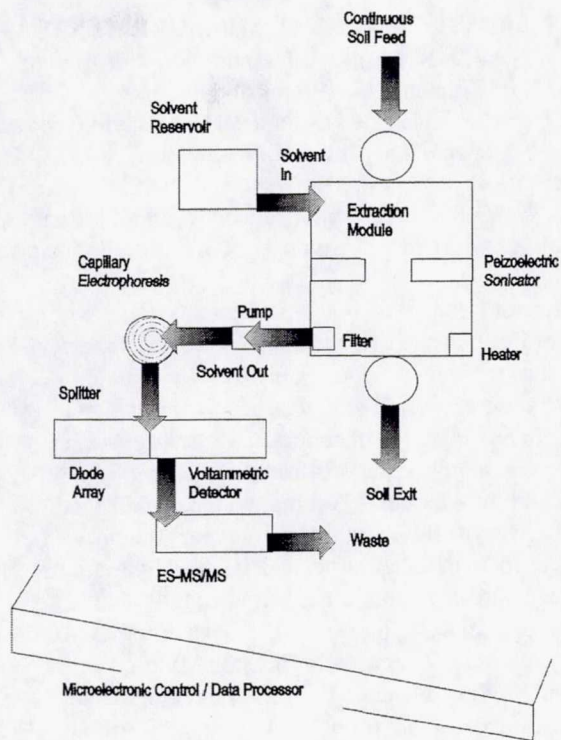 Continuous
Soil Feed
Solvent
Reservoir
Solvent
In
Extraction
Module
Capillary
Electrophoresis
Peizoelectric
Sonicator
Pump
Filter
Heater
Solvent Out
Splitter
Diode
Array
Voltammetric
Detector
Soil Exit
Waste
ES-MS/MS
Microelectronic Control / Data Processor